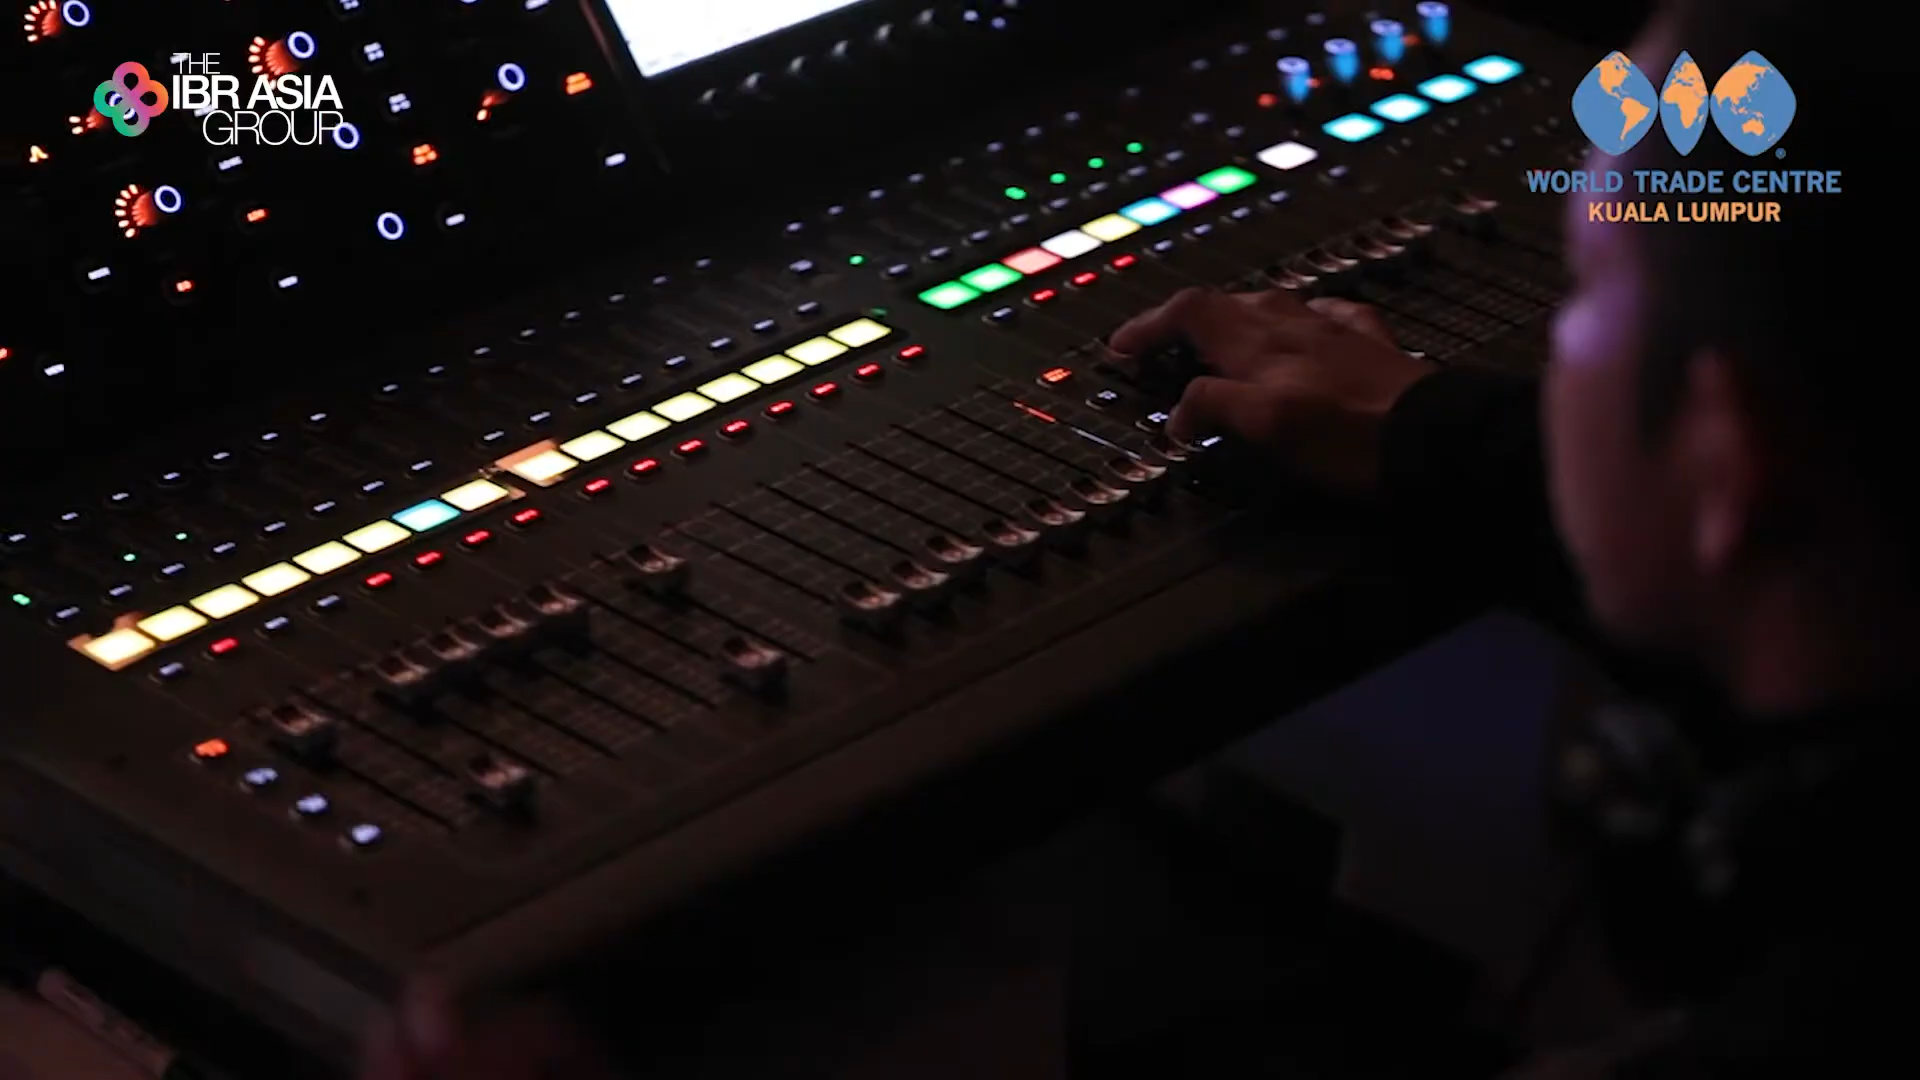 THE
IBR ASIA
GROUP
WORLD TRADE CENTRE
KUALA LUMPUR